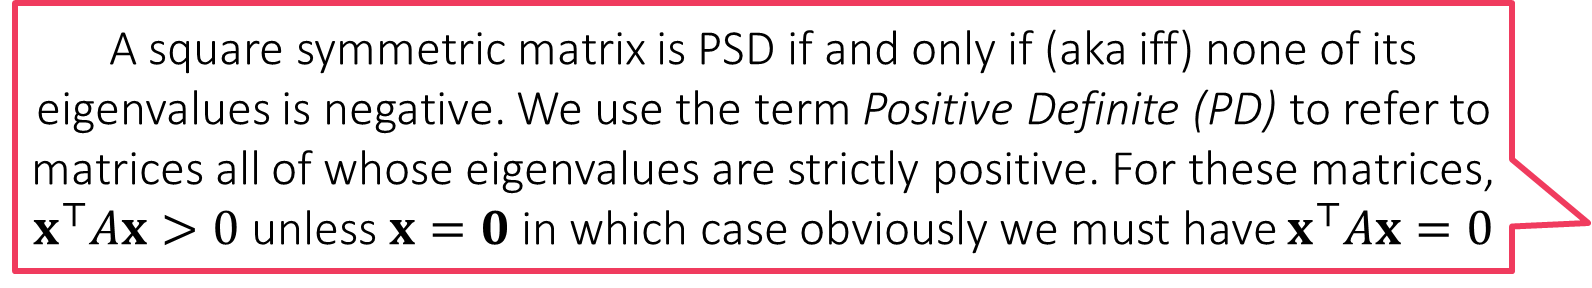 A square symmetric matrix is PSD if and only if (aka iff) none of its
eigenvalues is negative. We use the term Positive Definite (PD) to refer to
matrices all of whose eigenvalues are strictly positive. For these matrices,
𝐱⊤𝐴𝐱 > 0 unless 𝐱 = 𝟎 in which case obviously we must have 𝐱⊤𝐴𝐱 = 0